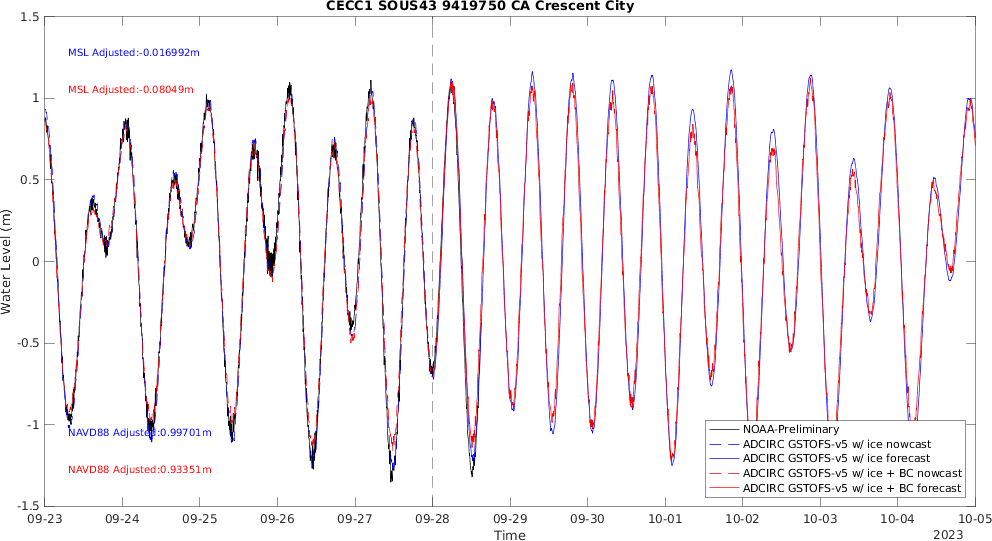 CECC1 SOUS43 9419750 CA Crescent City
1.5
MSL Adjusted:-0.016992m
MSL Adjusted:-0.08049m
1
0.5
Water Level (m)
0
-0.5
-1
NAVD88 Adjusted:0.99701m
NAVD88 Adjusted:0.93351m
NOAA-Preliminary
ADCIRC GSTOFS-v5 w/ ice nowcast
ADCIRC GSTOFS-v5 w/ ice forecast
ADCIRC GSTOFS-v5 w/ ice + BC nowcast
ADCIRC GSTOFS-v5 w/ ice + BC forecast
-1.5
09-23 09-24 09-25 09-26 09-27 09-28 09-29 09-30 10-01 10-02 10-03 10-04 10-05
Time
2023